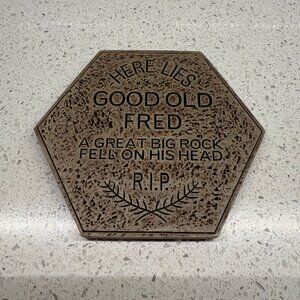 HERE LIES
GOOD OLD
FRED
A GREAT BIG ROCK
FELL ON HIS HEAD
R.I.P.